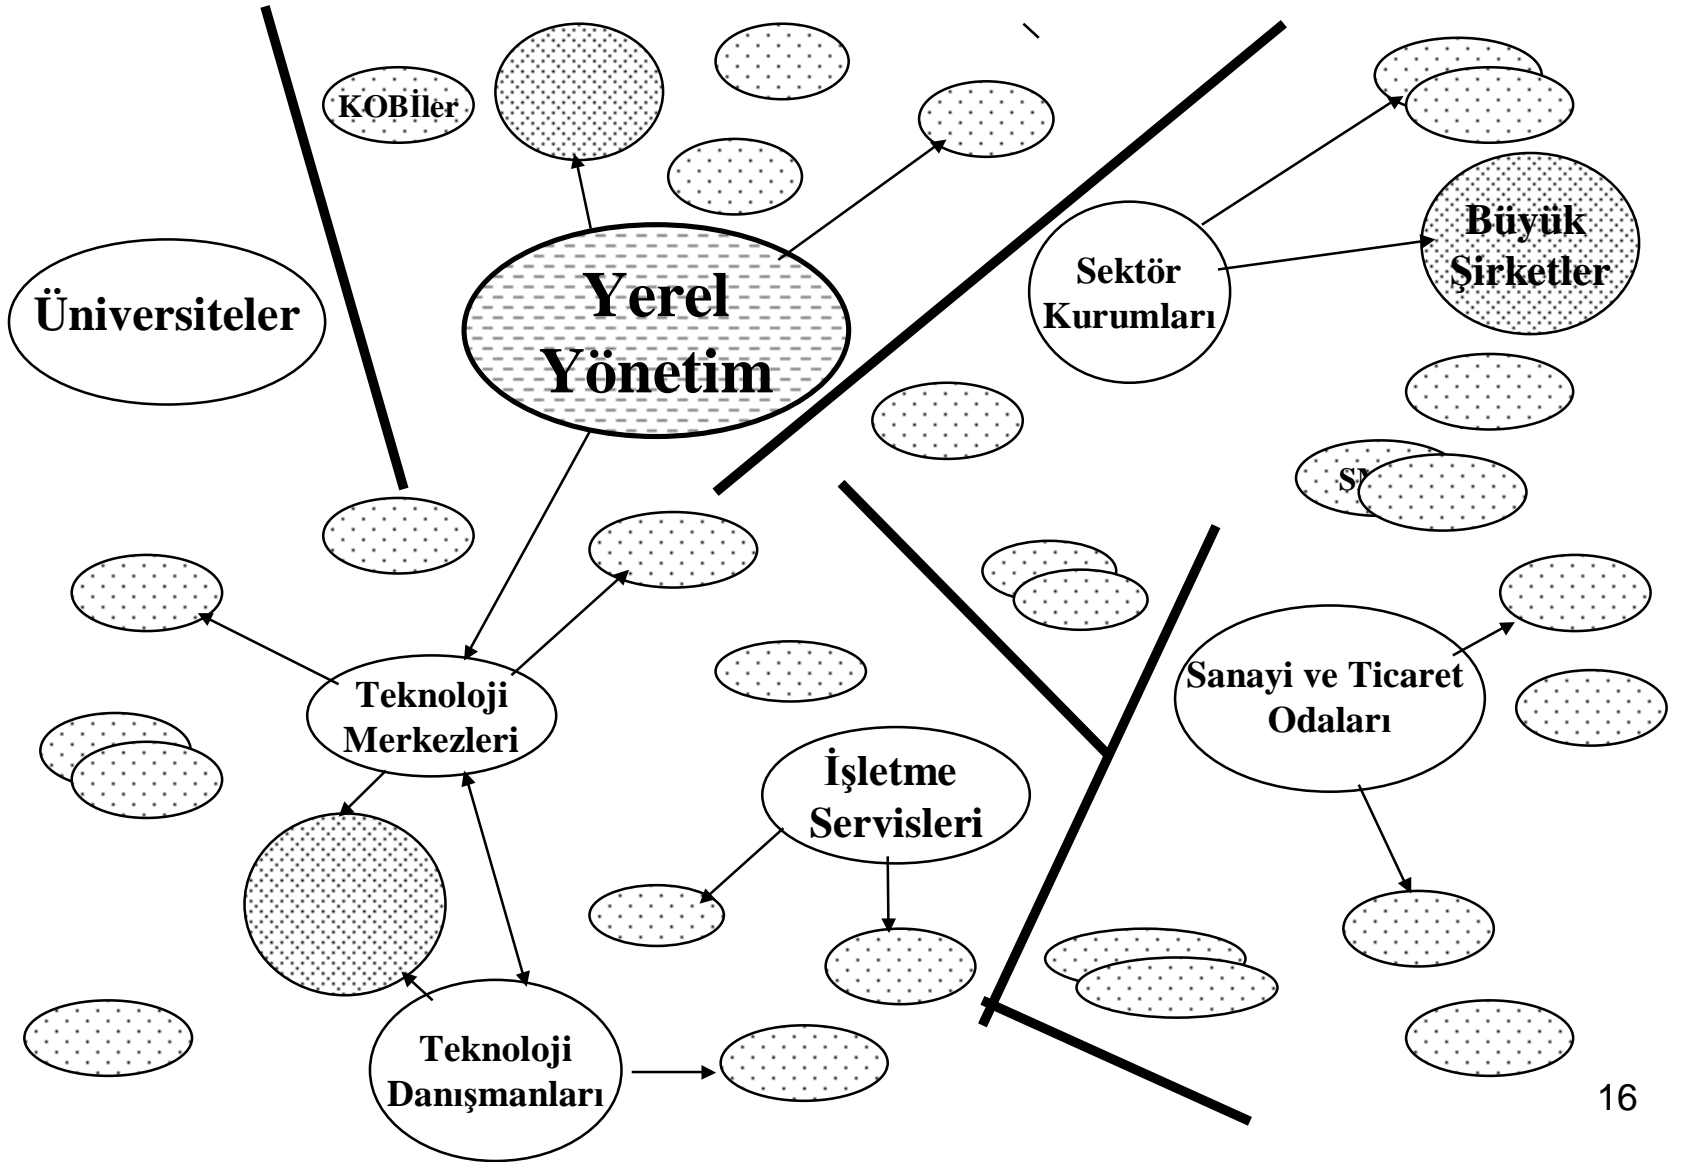 KOBİler
Büyük
Şirketler
Sektör
Kurumları
Üniversiteler
Yerel
Yönetim
Sanayi ve Ticaret
Odaları
Teknoloji
Merkezleri
İşletme
Servisleri
Teknoloji
Danışmanları
16